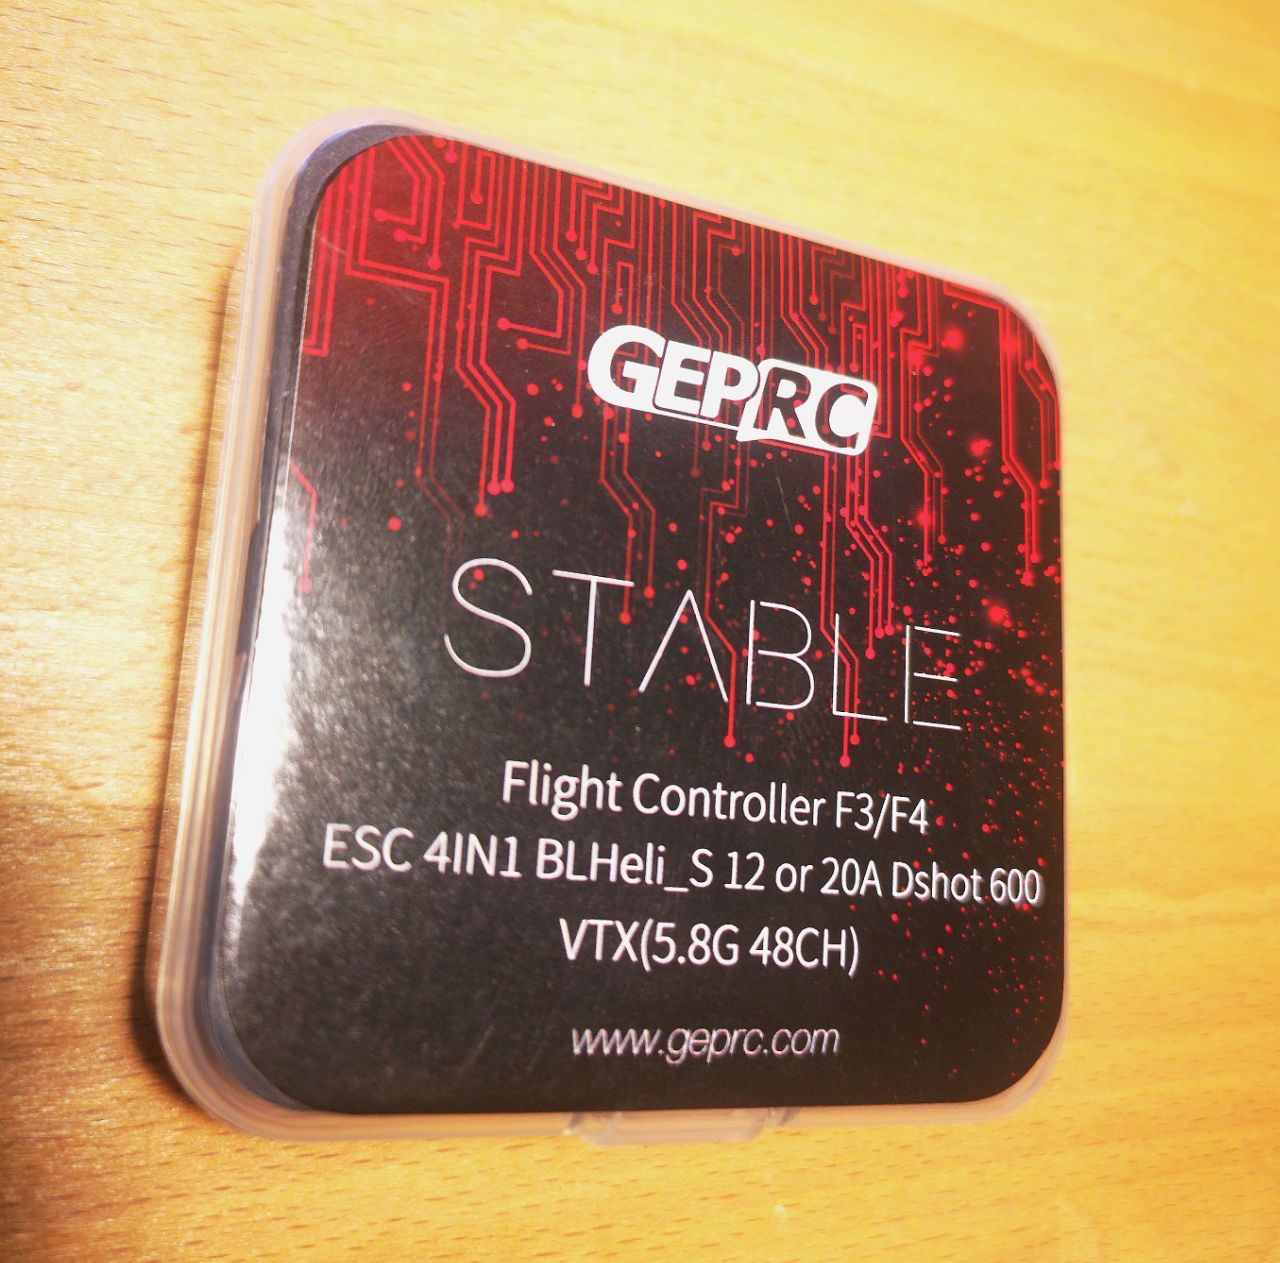 GEPRC
STABLE
Flight Controller F3/F4
ESC 4IN1 BLHeli_S 12 or 20A Dshot 600
VTX(5.8G 48CH)
www.geprc.com